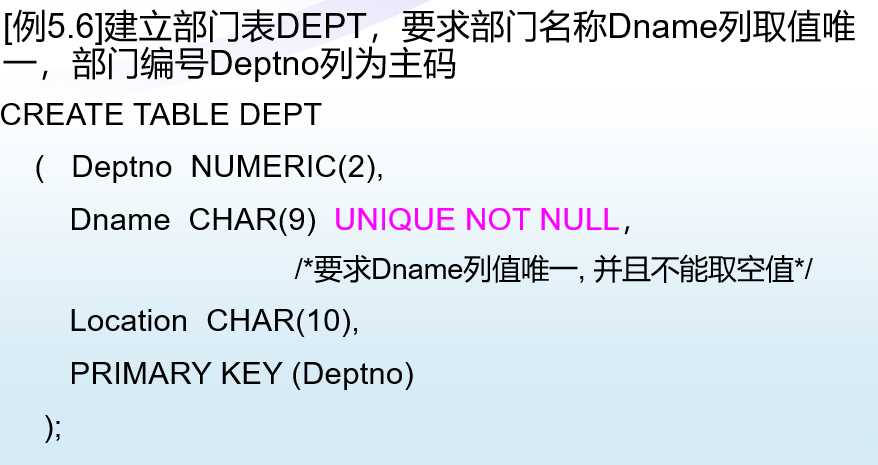 [例5.6]建立部门表DEPT，要求部门名称Dname列取值唯
一，部门编号Deptno列为主码
CREATE TABLE DEPT
( Deptno NUMERIC(2),
Dname CHAR(9) UNIQUE NOT NULL，
/*要求Dname列值唯一, 并且不能取空值*/
Location CHAR(10),
PRIMARY KEY (Deptno)
);